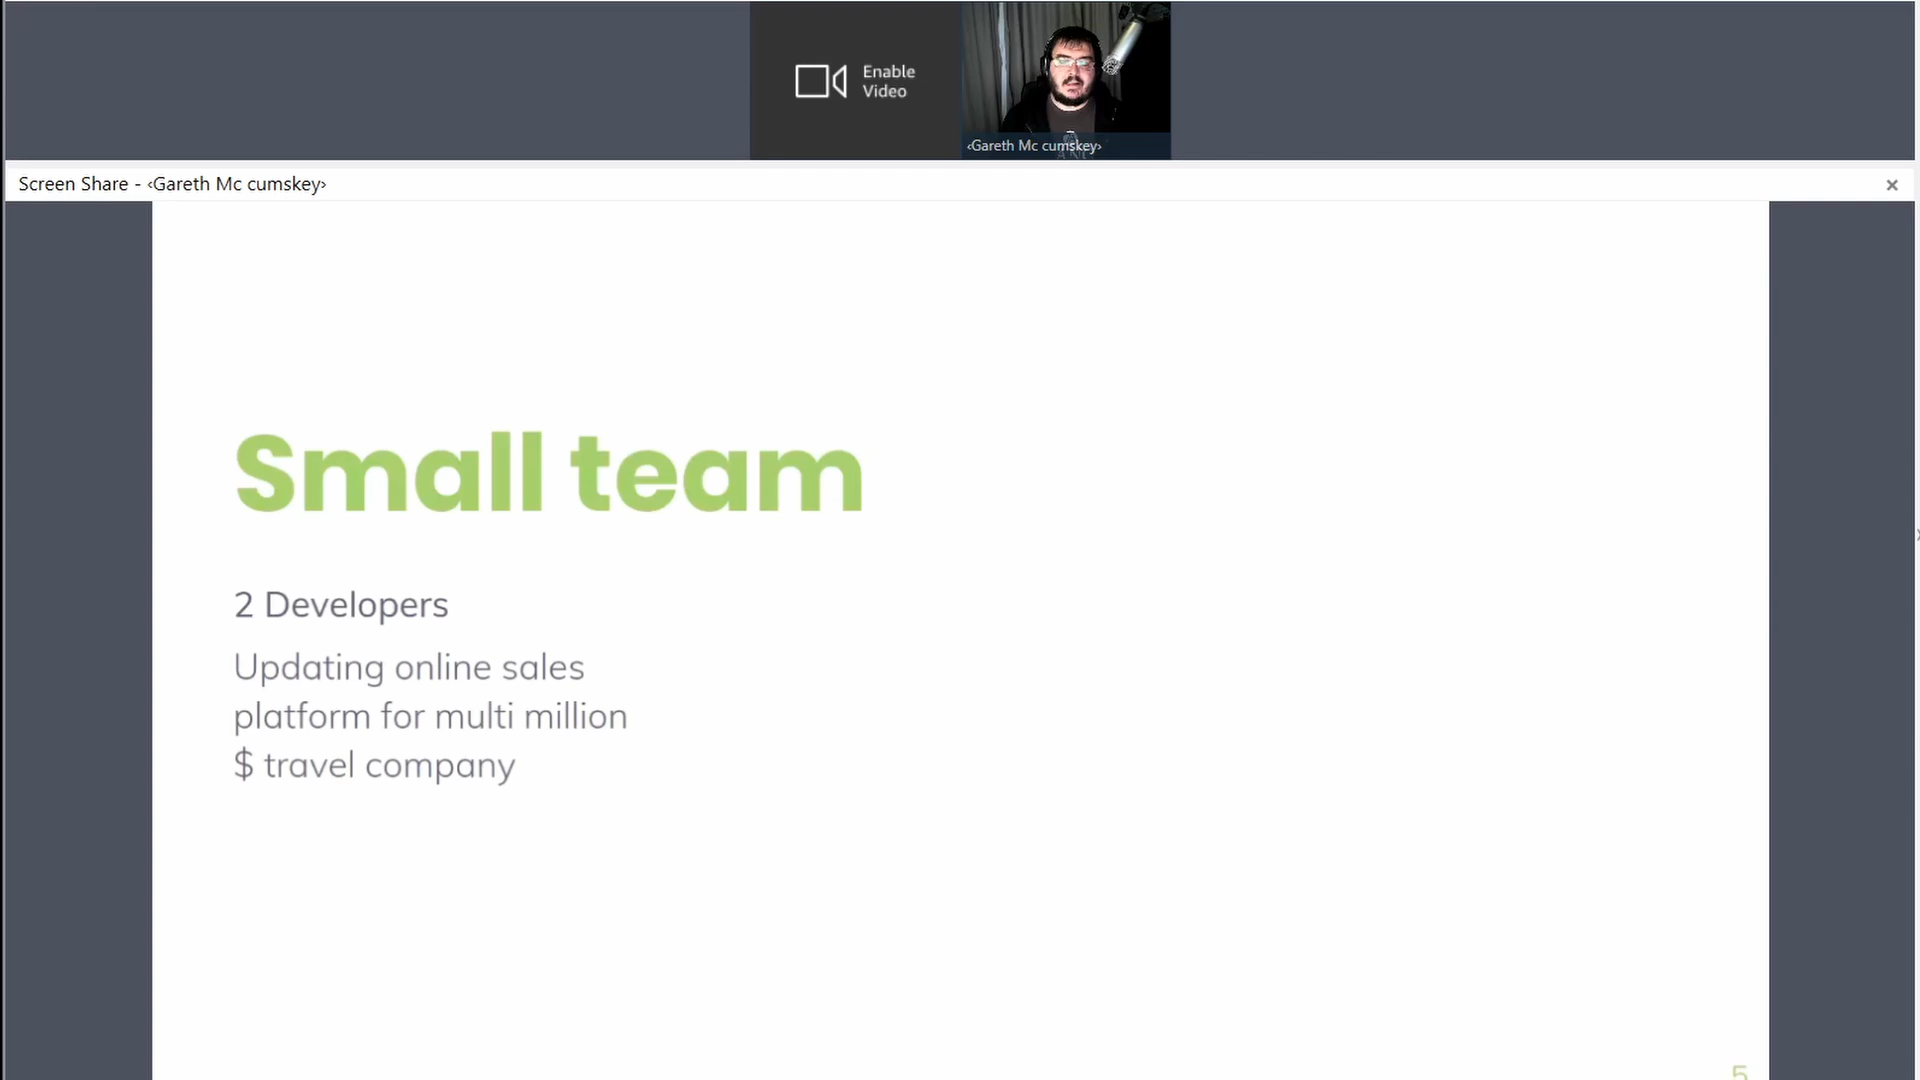 Enable
Video
‹Gareth Mc cumskey›
Screen Share - ‹Gareth Mc cumskey›
Small team
2 Developers
Updating online sales
platform for multi million
$ travel company
5